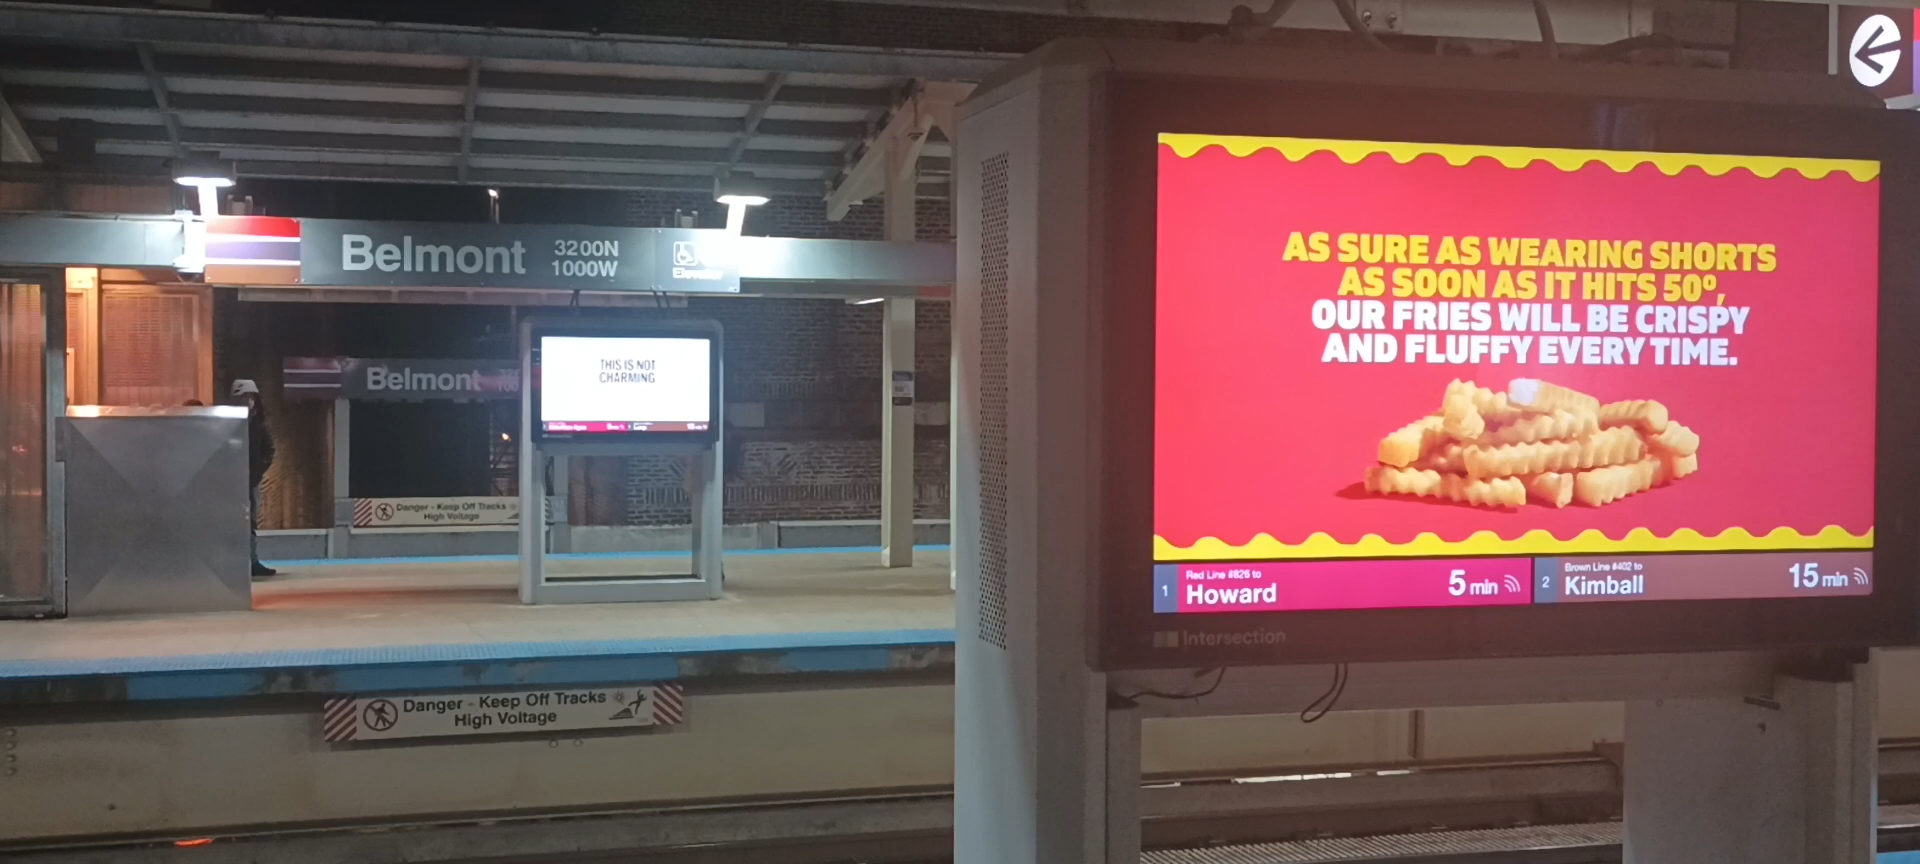 Belmont
3200N
1000W
Belmont
THIS IS NOT
CHARMING
Danger - Keep Off Tracks
High Voltage
Danger - Keep Off Tracks
High Voltage
AS SURE AS WEARING SHORTS
AS SOON AS IT HITS 50º,
OUR FRIES WILL BE CRISPY
AND FLUFFY EVERY TIME.
1 Red Line #826 to
Howard 5 min
2 Brown Line #402 to
Kimball 15 min
Intersection